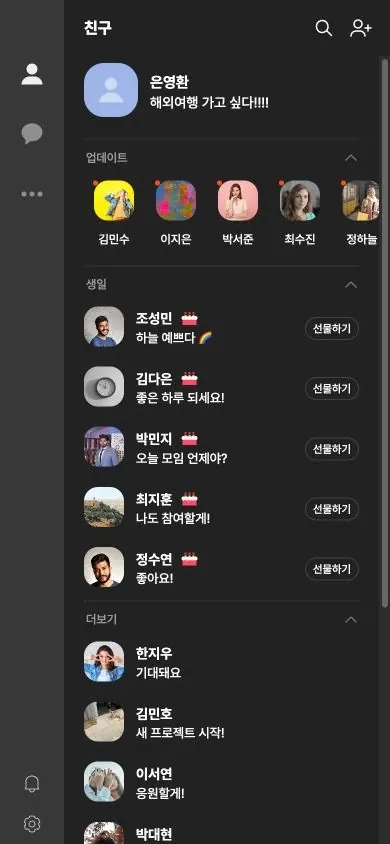 친구
은영환
해외여행 가고 싶다!!!!
업데이트
김민수 이지은 박서준 최수진 정하늘
생일
조성민
하늘 예쁘다 🌈
선물하기
김다은
좋은 하루 되세요!
선물하기
박민지
오늘 모임 언제야?
선물하기
최지훈
나도 참여할게!
선물하기
정수연
좋아요!
선물하기
더보기
한지우
기대돼요
김민호
새 프로젝트 시작!
이서연
응원할게!
박대현